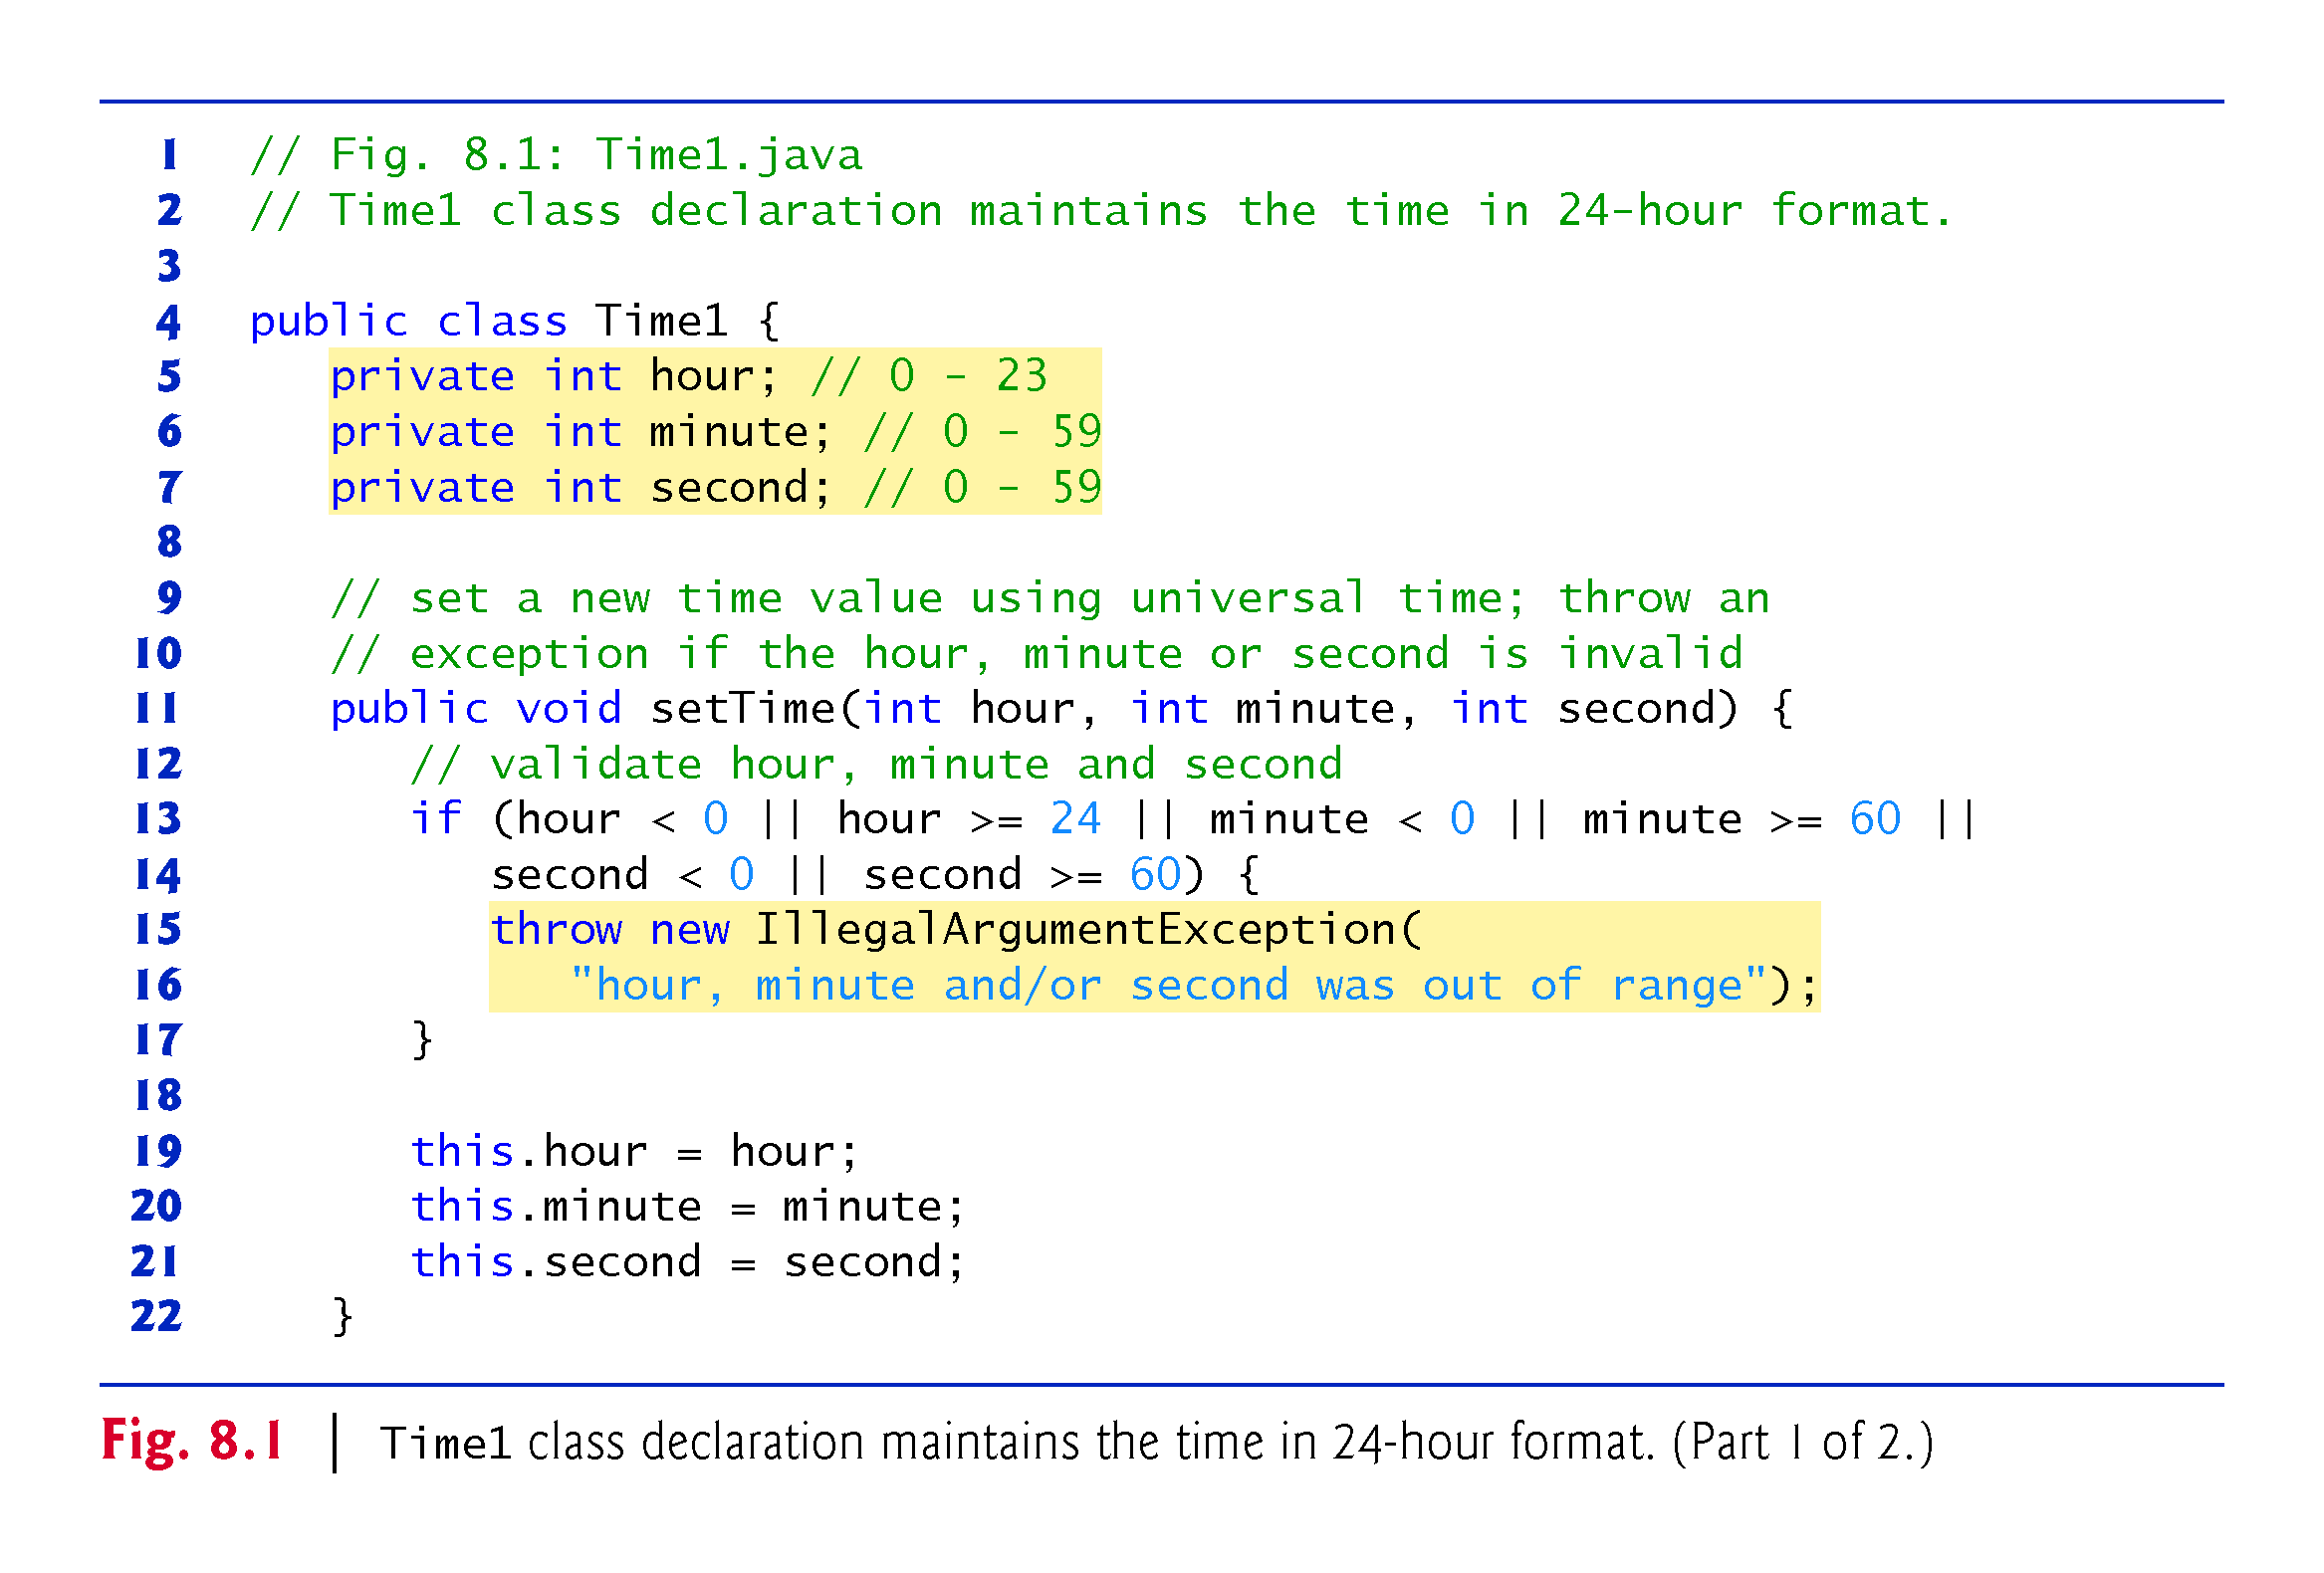 1 // Fig. 8.1: Time1.java
2 // Time1 class declaration maintains the time in 24-hour format.
3
4 public class Time1 {
5    private int hour; // 0 - 23
6    private int minute; // 0 - 59
7    private int second; // 0 - 59
8
9    // set a new time value using universal time; throw an
10    // exception if the hour, minute or second is invalid
11    public void setTime(int hour, int minute, int second) {
12       // validate hour, minute and second
13       if (hour < 0 || hour >= 24 || minute < 0 || minute >= 60 ||
14          second < 0 || second >= 60) {
15          throw new IllegalArgumentException(
16             "hour, minute and/or second was out of range");
17       }
18
19       this.hour = hour;
20       this.minute = minute;
21       this.second = second;
22    }
Fig. 8.1 | Time1 class declaration maintains the time in 24-hour format. (Part 1 of 2.)